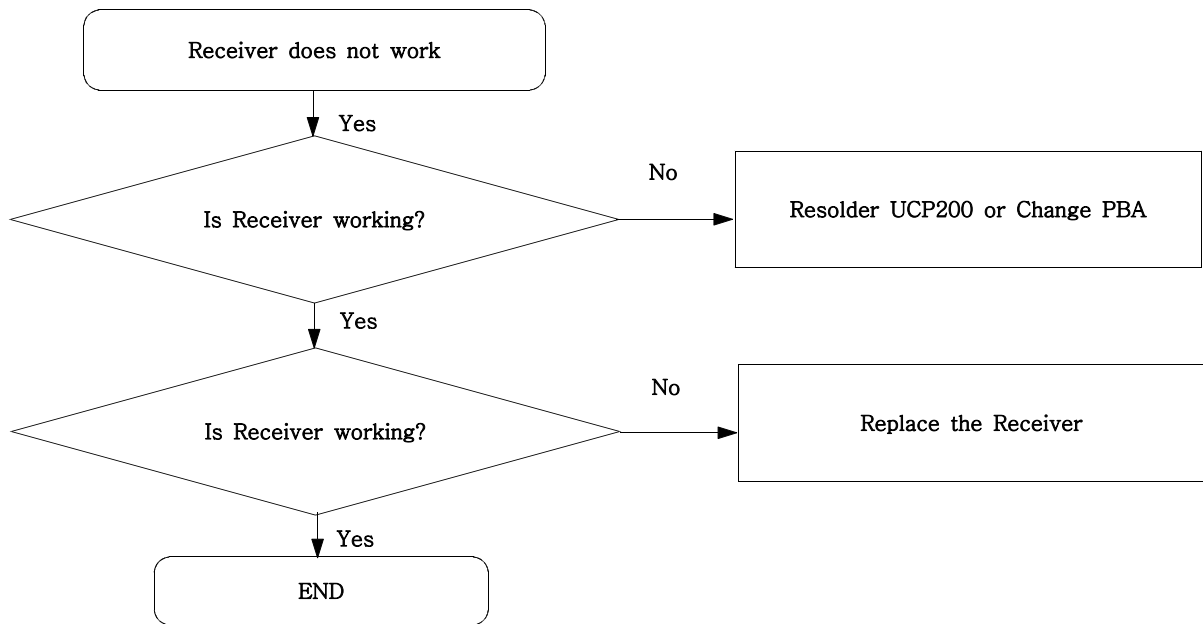 Receiver does not work
Yes
Is Receiver working?
No
Resolder UCP200 or Change PBA
Yes
Is Receiver working?
No
Replace the Receiver
Yes
END